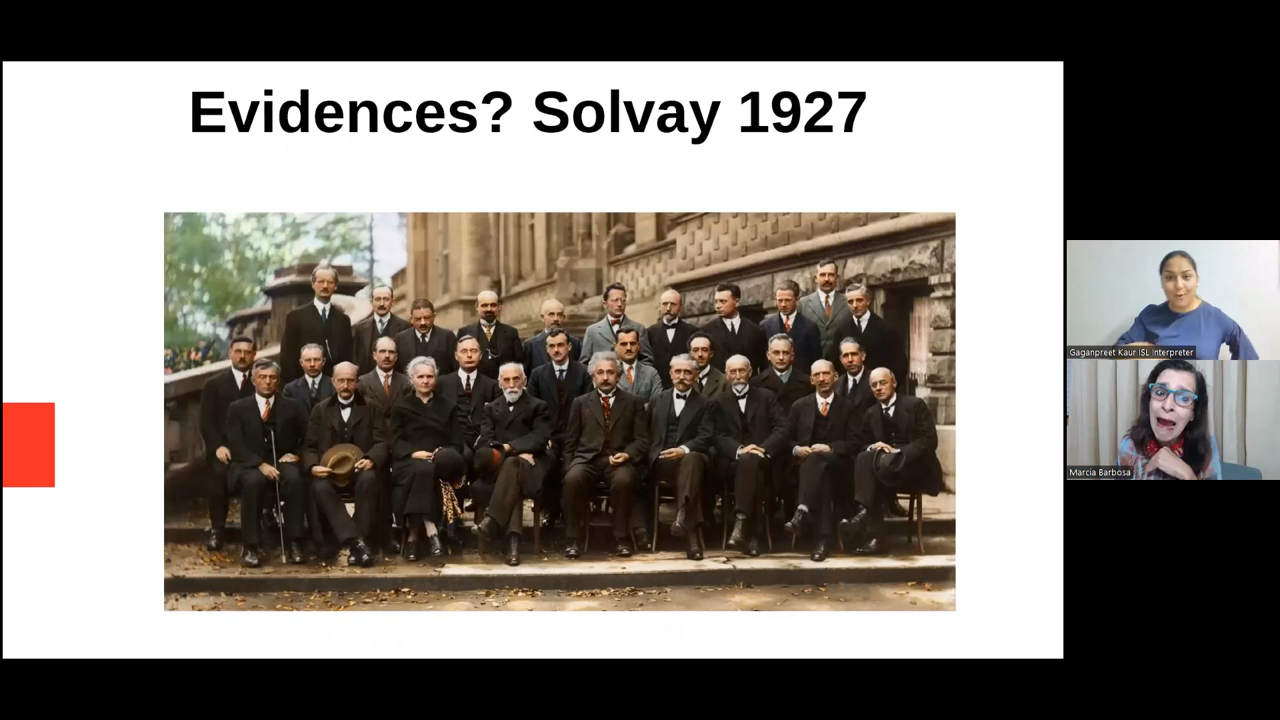 Evidences? Solvay 1927
Gaganpreet Kaur ISL Interpreter
Marcia Barbosa